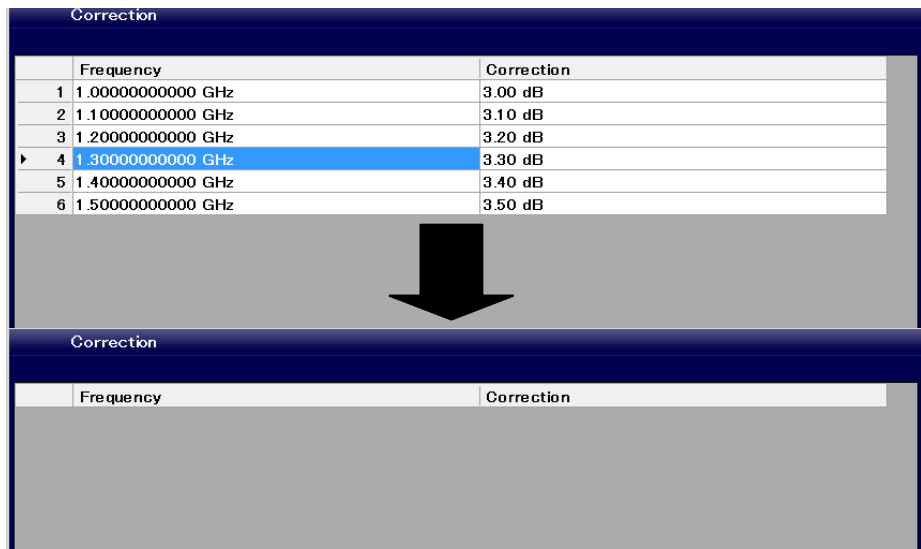 Correction
Frequency Correction
1 1.00000000000 GHz 3.00 dB
2 1.10000000000 GHz 3.10 dB
3 1.20000000000 GHz 3.20 dB
4 1.30000000000 GHz 3.30 dB
5 1.40000000000 GHz 3.40 dB
6 1.50000000000 GHz 3.50 dB
Correction
Frequency Correction